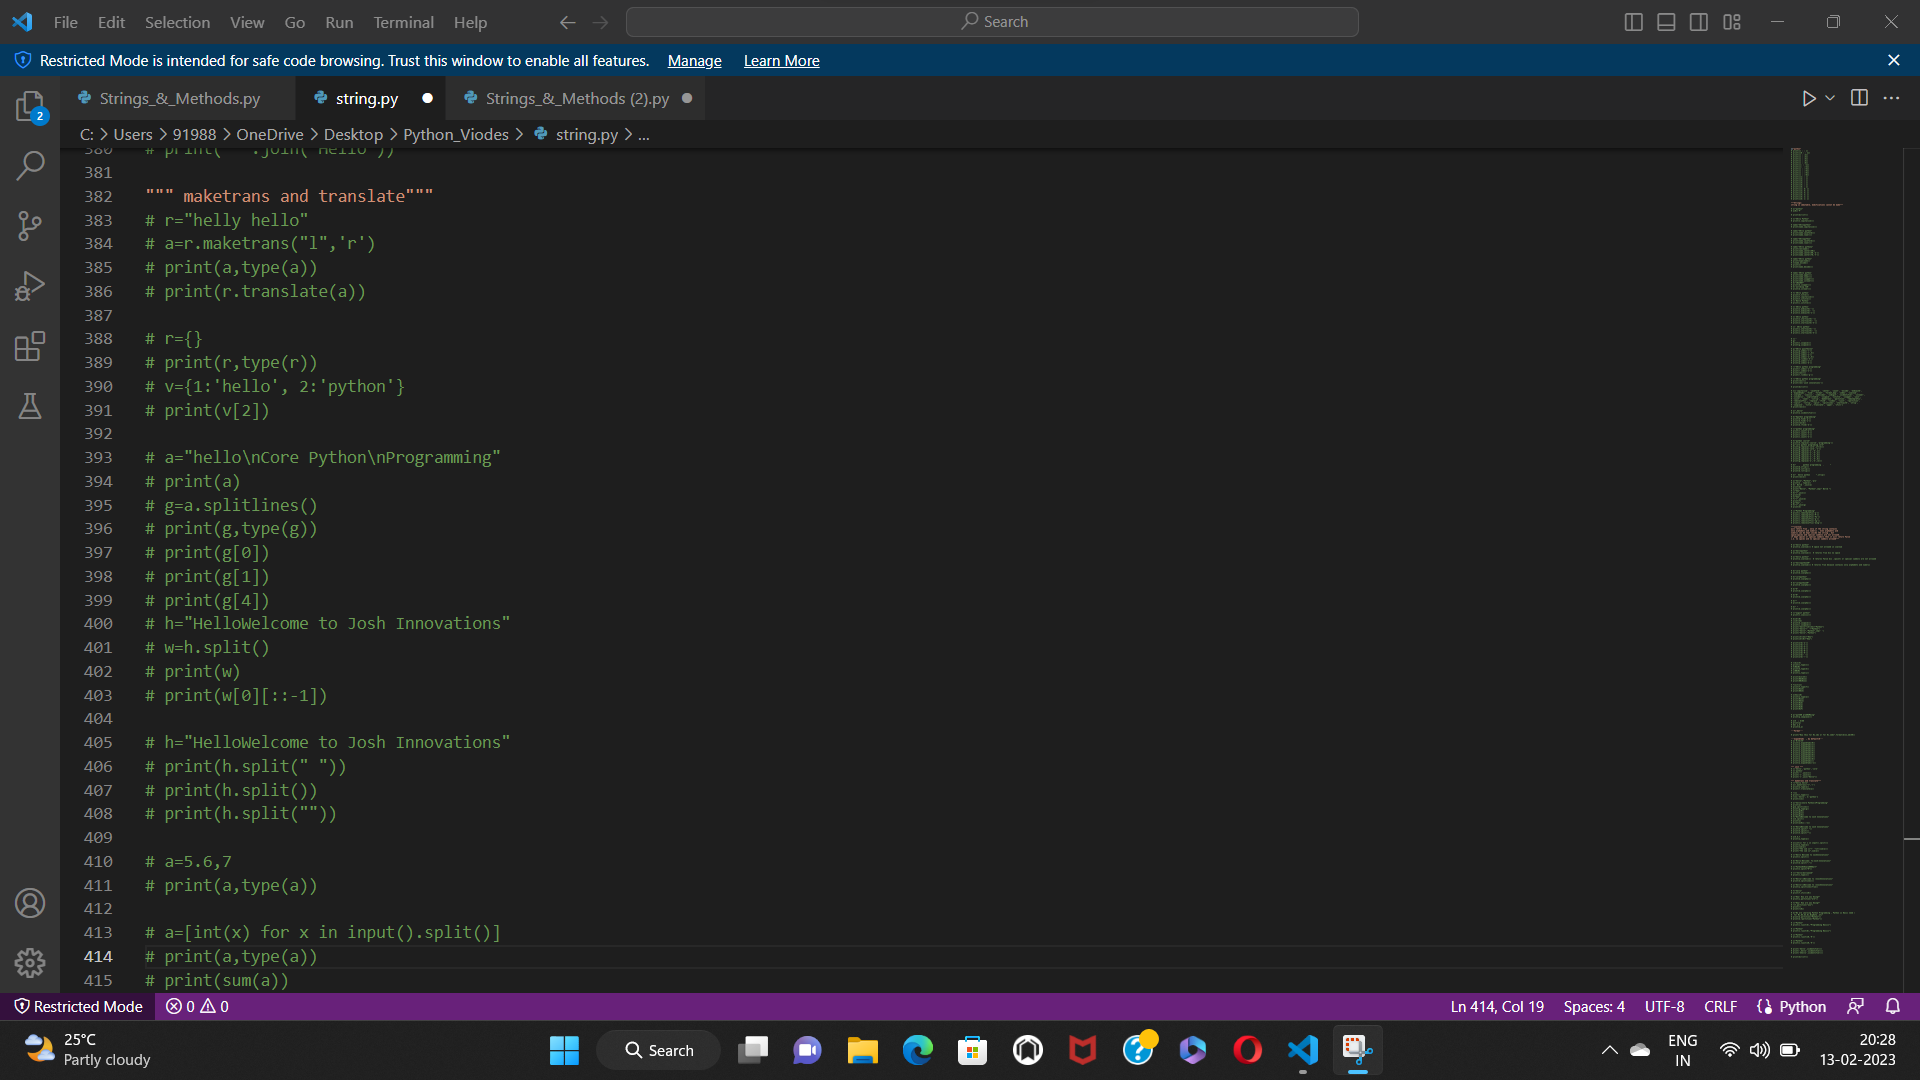 File Edit Selection View Go Run Terminal Help Search
Restricted Mode is intended for safe code browsing. Trust this window to enable all features. Manage Learn More
Strings_&_Methods.py string.py Strings_&_Methods (2).py
2
C: > Users > 91988 > OneDrive > Desktop > Python_Viodes > string.py > ...
380 # print(" ".join("Hello"))
381
382 """ maketrans and translate"""
383 # r="helly hello"
384 # a=r.maketrans("l",'r')
385 # print(a,type(a))
386 # print(r.translate(a))
387
388 # r={}
389 # print(r,type(r))
390 # v={1:'hello', 2:'python'}
391 # print(v[2])
392
393 # a="hello\nCore Python\nProgramming"
394 # print(a)
395 # g=a.splitlines()
396 # print(g,type(g))
397 # print(g[0])
398 # print(g[1])
399 # print(g[4])
400 # h="HelloWelcome to Josh Innovations"
401 # w=h.split()
402 # print(w)
403 # print(w[0][::-1])
404
405 # h="HelloWelcome to Josh Innovations"
406 # print(h.split(" "))
407 # print(h.split())
408 # print(h.split(""))
409
410 # a=5.6,7
411 # print(a,type(a))
412
413 # a=[int(x) for x in input().split()]
414 # print(a,type(a))
415 # print(sum(a))
Restricted Mode 0 0 Ln 414, Col 19 Spaces: 4 UTF-8 CRLF Python
25°C
Partly cloudy
Search
ENG
IN
20:28
13-02-2023